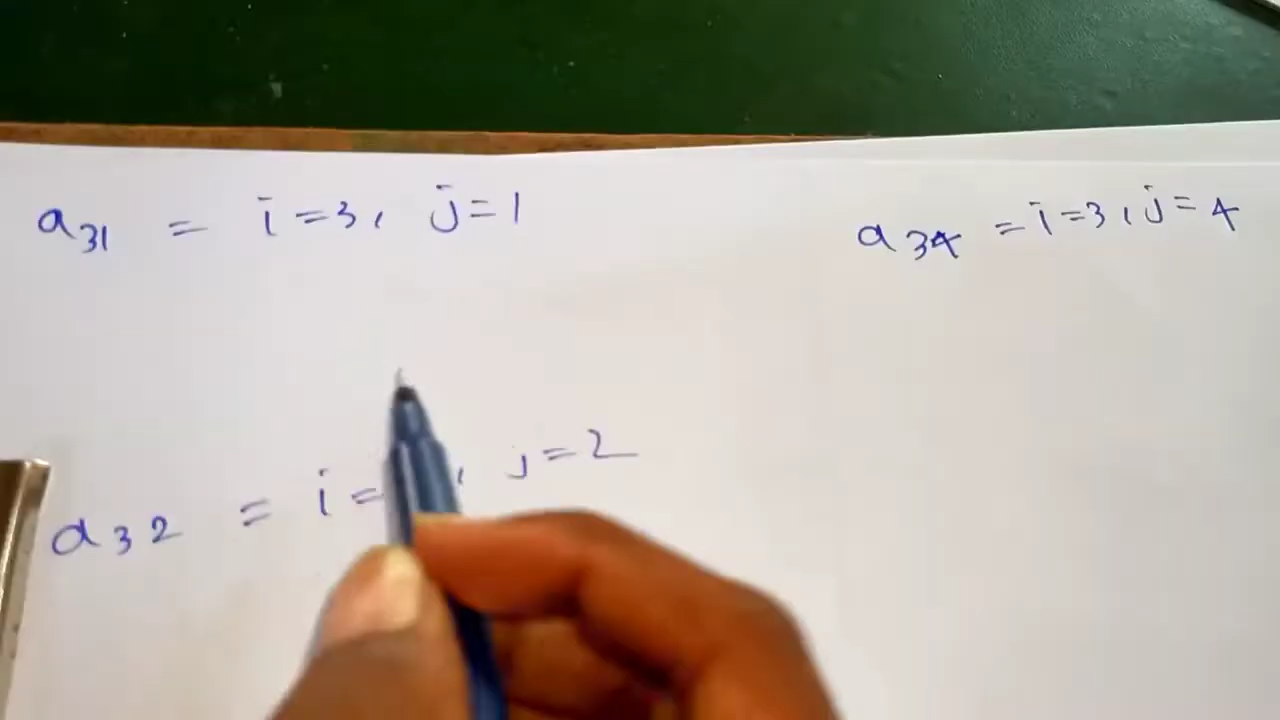 a31 = i=3, j=1
a34 = i=3, j=4
a32 = i= , j=2